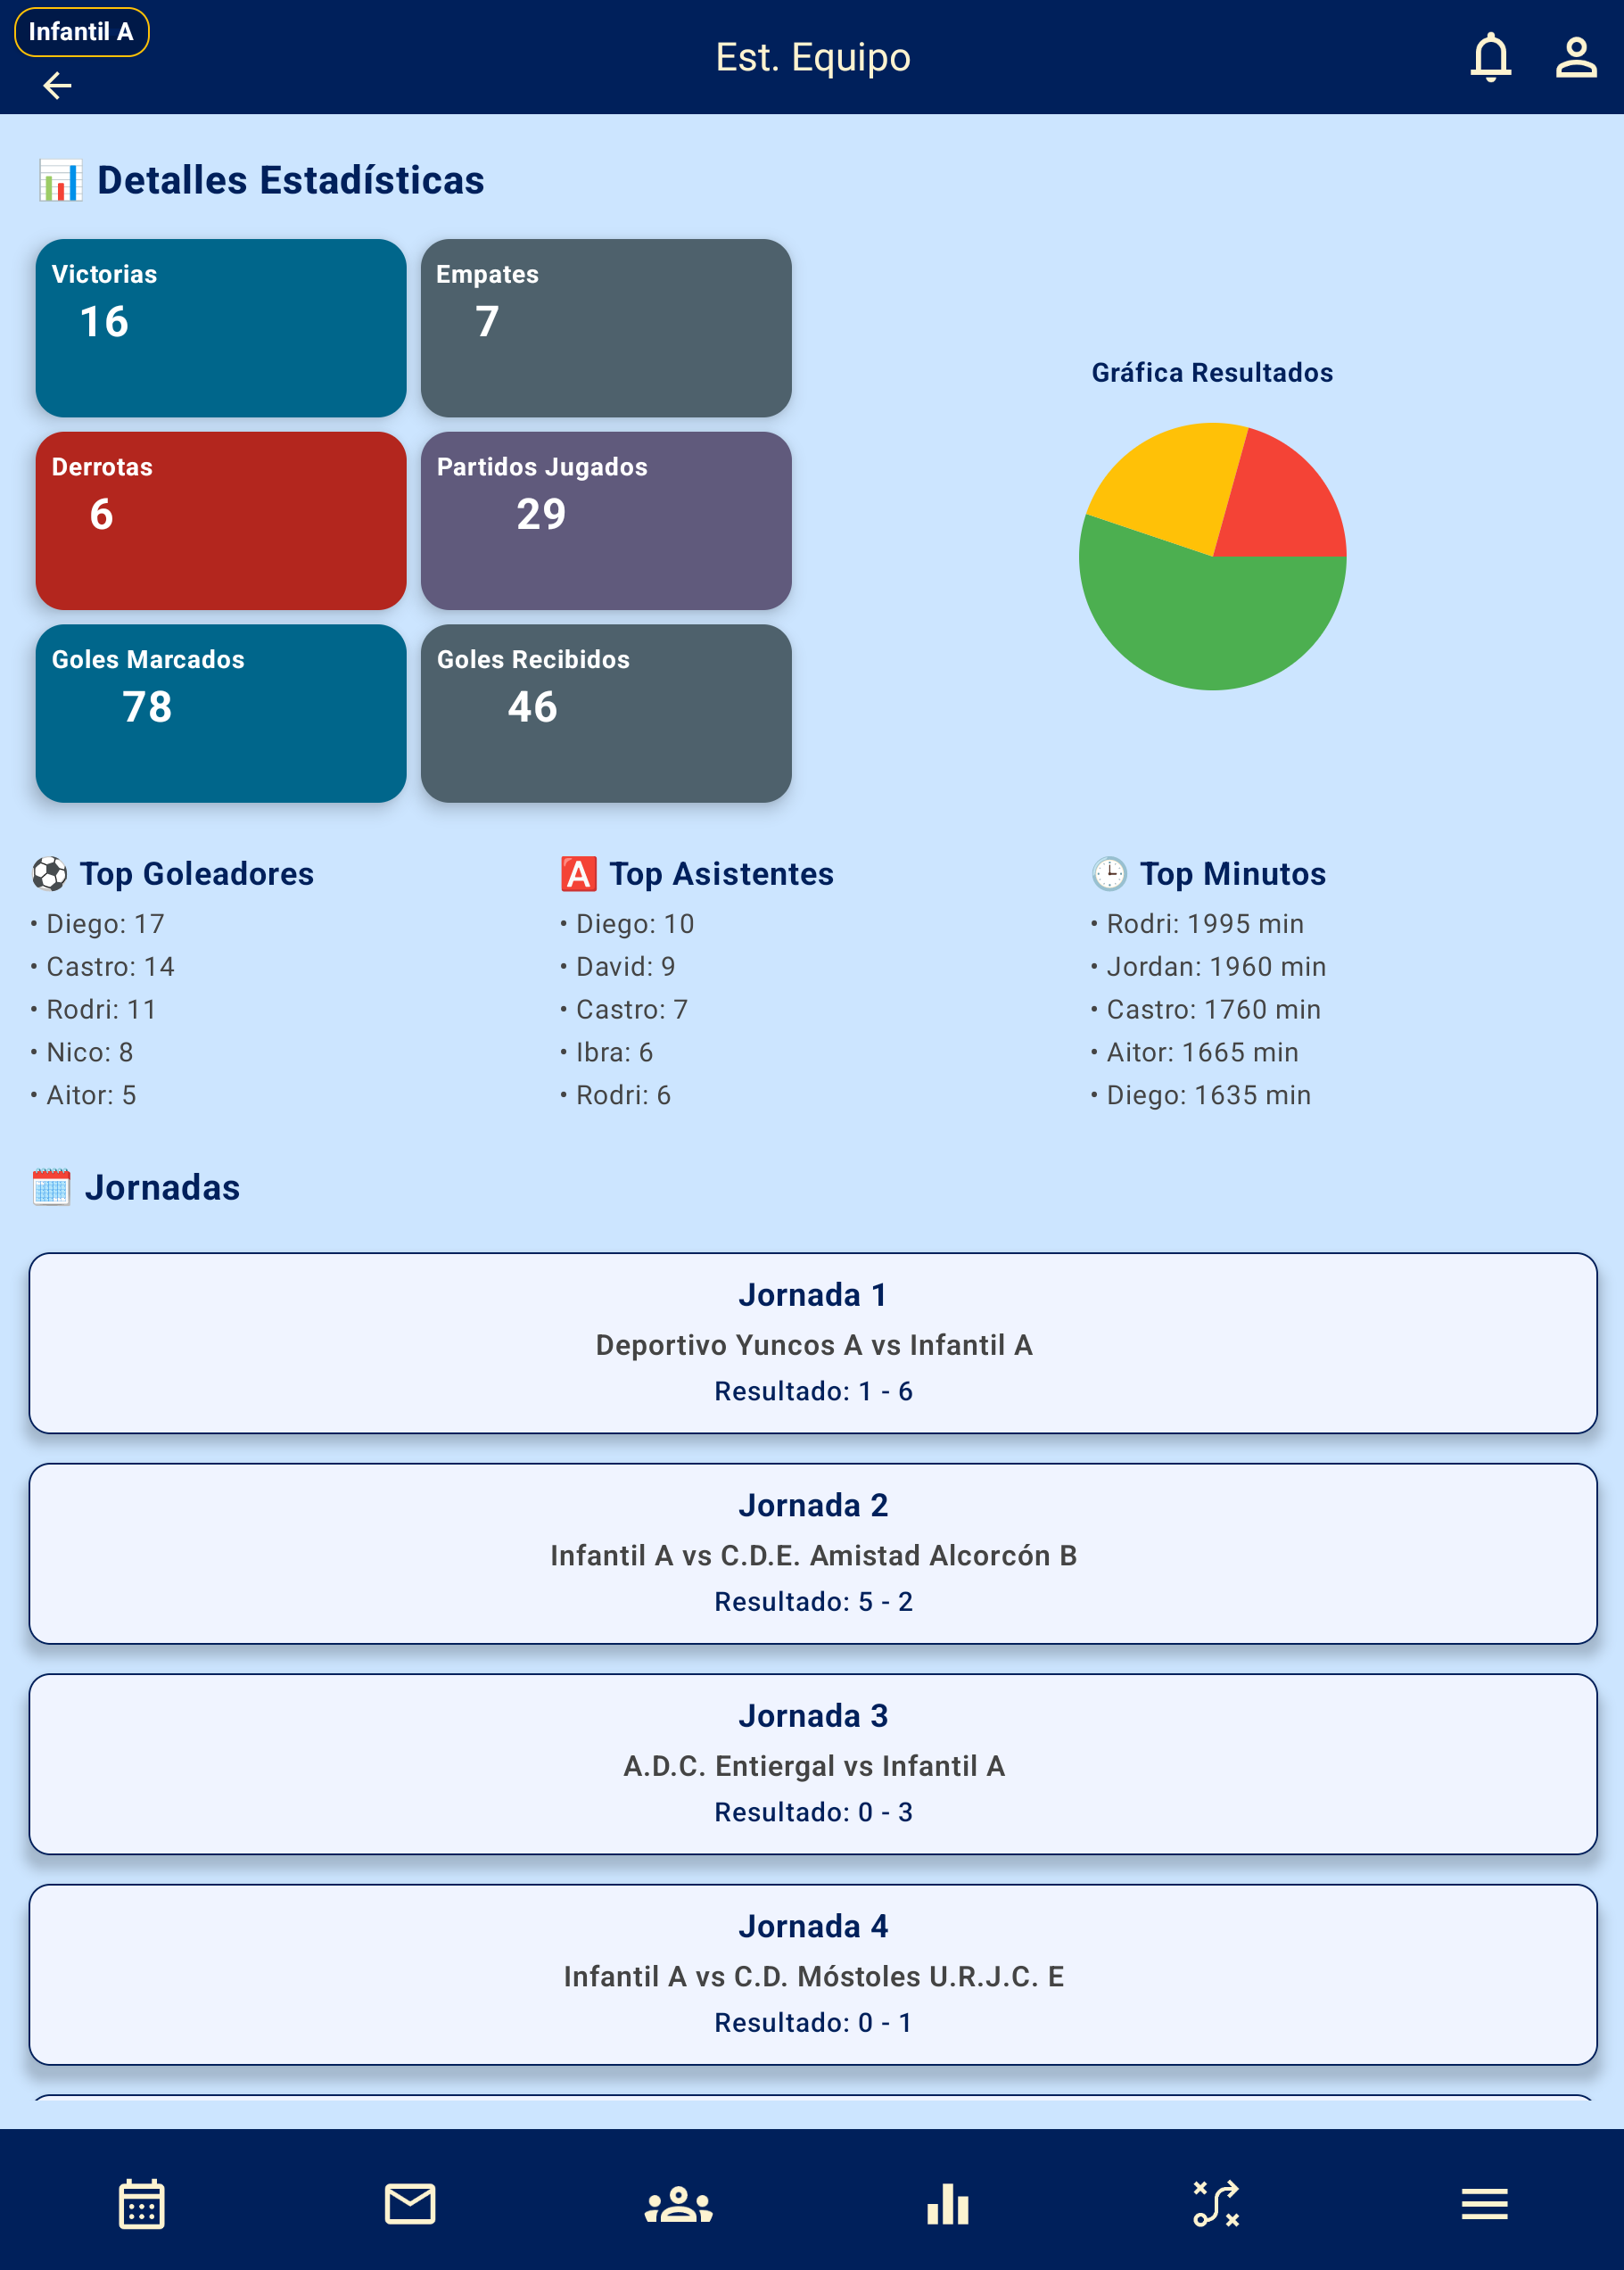 Infantil A
Est. Equipo
📊 Detalles Estadísticas
Victorias
16
Empates
7
Derrotas
6
Partidos Jugados
29
Goles Marcados
78
Goles Recibidos
46
Gráfica Resultados
⚽ Top Goleadores
• Diego: 17
• Castro: 14
• Rodri: 11
• Nico: 8
• Aitor: 5
🅰️ Top Asistentes
• Diego: 10
• David: 9
• Castro: 7
• Ibra: 6
• Rodri: 6
🕒 Top Minutos
• Rodri: 1995 min
• Jordan: 1960 min
• Castro: 1760 min
• Aitor: 1665 min
• Diego: 1635 min
🗓️ Jornadas
Jornada 1
Deportivo Yuncos A vs Infantil A
Resultado: 1 - 6
Jornada 2
Infantil A vs C.D.E. Amistad Alcorcón B
Resultado: 5 - 2
Jornada 3
A.D.C. Entiergal vs Infantil A
Resultado: 0 - 3
Jornada 4
Infantil A vs C.D. Móstoles U.R.J.C. E
Resultado: 0 - 1